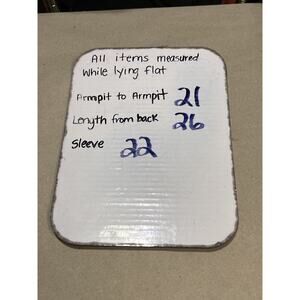 All items measured
while lying flat
Armpit to Armpit 21
Length from back 26
Sleeve 22